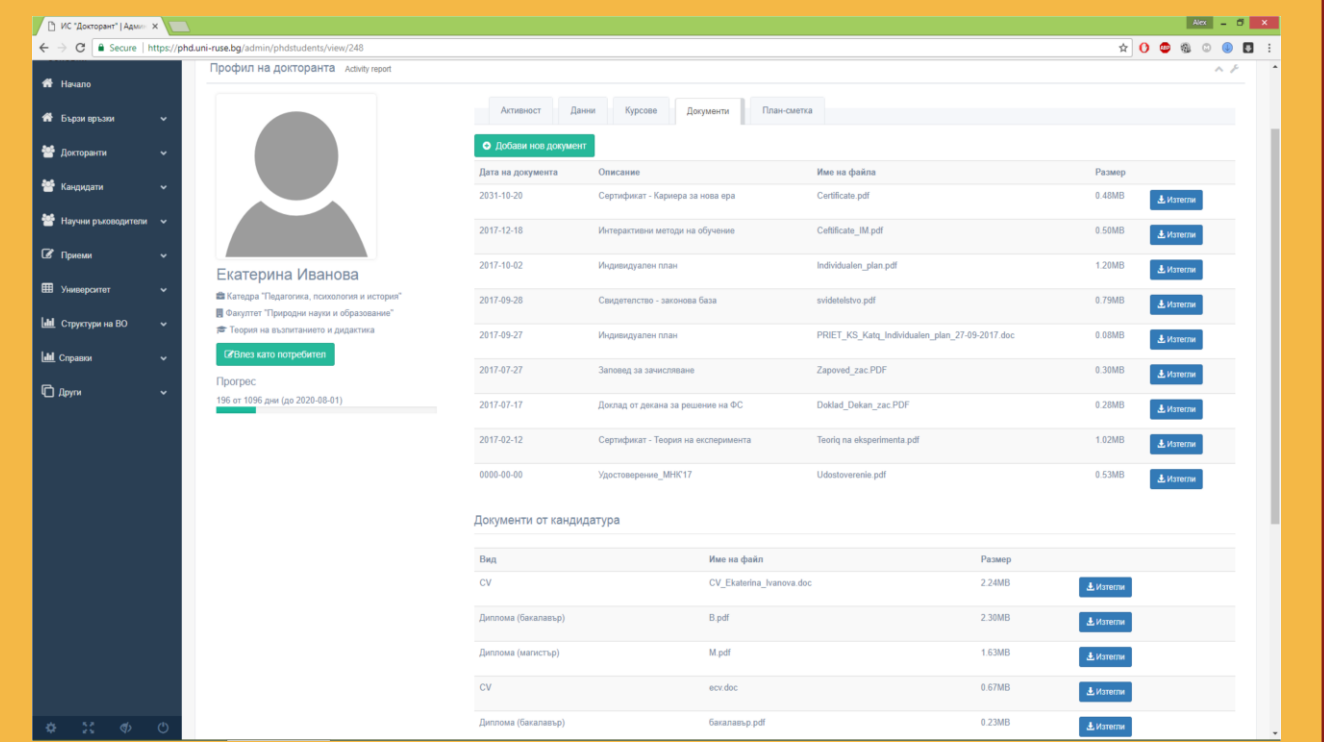 ИС "Докторант" | Админ
Alex
Secure | https://phd.uni-ruse.bg/admin/phdstudents/view/248
Начало
Бързи връзки
Докторанти
Кандидати
Научни ръководители
Приеми
Университет
Структури на ВО
Справки
Други
Профил на докторанта Activity report
Екатерина Иванова
Катедра "Педагогика, психология и история"
Факултет "Природни науки и образование"
Теория на възпитанието и дидактика
Влез като потребител
Прогрес
196 от 1096 дни (до 2020-08-01)
Активност Данни Курсове Документи План-сметка
Добави нов документ
Дата на документа Описание Име на файла Размер
2031-10-20 Сертификат - Кариера за нова ера Certificate.pdf 0.48MB Изтегли
2017-12-18 Интерактивни методи на обучение Ceftificate_IM.pdf 0.50MB Изтегли
2017-10-02 Индивидуален план Individualen_plan.pdf 1.20MB Изтегли
2017-09-28 Свидетелство - законова база svidetelstvo.pdf 0.79MB Изтегли
2017-09-27 Индивидуален план PRIET_KS_Katq_Individualen_plan_27-09-2017.doc 0.08MB Изтегли
2017-07-27 Заповед за зачисляване Zapoved_zac.PDF 0.30MB Изтегли
2017-07-17 Доклад от декана за решение на ФС Doklad_Dekan_zac.PDF 0.28MB Изтегли
2017-02-12 Сертификат - Теория на експеримента Teoriq na eksperimenta.pdf 1.02MB Изтегли
0000-00-00 Удостоверение_МНК'17 Udostoverenie.pdf 0.53MB Изтегли
Документи от кандидатура
Вид Име на файл Размер
CV CV_Ekaterina_Ivanova.doc 2.24MB Изтегли
Диплома (бакалавър) B.pdf 2.30MB Изтегли
Диплома (магистър) M.pdf 1.63MB Изтегли
CV ecv.doc 0.67MB Изтегли
Диплома (бакалавър) бакалавър.pdf 0.23MB Изтегли